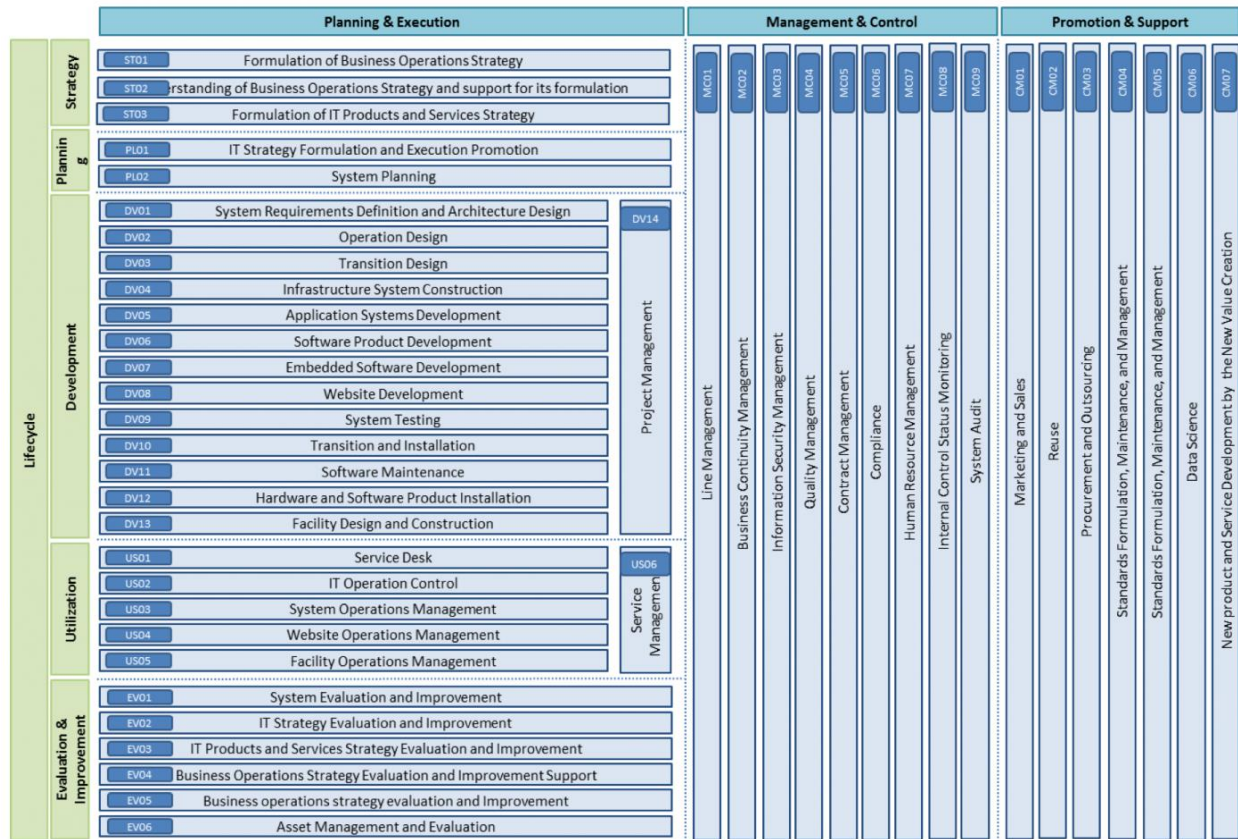 Planning & Execution
Management & Control
Promotion & Support
Lifecycle
Strategy
ST01 Formulation of Business Operations Strategy
ST02 erstanding of Business Operations Strategy and support for its formulation
ST03 Formulation of IT Products and Services Strategy
Plannin
g
PL01 IT Strategy Formulation and Execution Promotion
PL02 System Planning
Development
DV01 System Requirements Definition and Architecture Design
DV02 Operation Design
DV03 Transition Design
DV04 Infrastructure System Construction
DV05 Application Systems Development
DV06 Software Product Development
DV07 Embedded Software Development
DV08 Website Development
DV09 System Testing
DV10 Transition and Installation
DV11 Software Maintenance
DV12 Hardware and Software Product Installation
DV13 Facility Design and Construction
DV14
Project Management
Utilization
US01 Service Desk
US02 IT Operation Control
US03 System Operations Management
US04 Website Operations Management
US05 Facility Operations Management
US06
Service
Management
Evaluation &
Improvement
EV01 System Evaluation and Improvement
EV02 IT Strategy Evaluation and Improvement
EV03 IT Products and Services Strategy Evaluation and Improvement
EV04 Business Operations Strategy Evaluation and Improvement Support
EV05 Business operations strategy evaluation and Improvement
EV06 Asset Management and Evaluation
MC01 Line Management
MC02 Business Continuity Management
MC03 Information Security Management
MC04 Quality Management
MC05 Contract Management
MC06 Compliance
MC07 Human Resource Management
MC08 Internal Control Status Monitoring
MC09 System Audit
CM01 Marketing and Sales
CM02 Reuse
CM03 Procurement and Outsourcing
CM04 Standards Formulation, Maintenance, and Management
CM05 Standards Formulation, Maintenance, and Management
CM06 Data Science
CM07 New product and Service Development by the New Value Creation